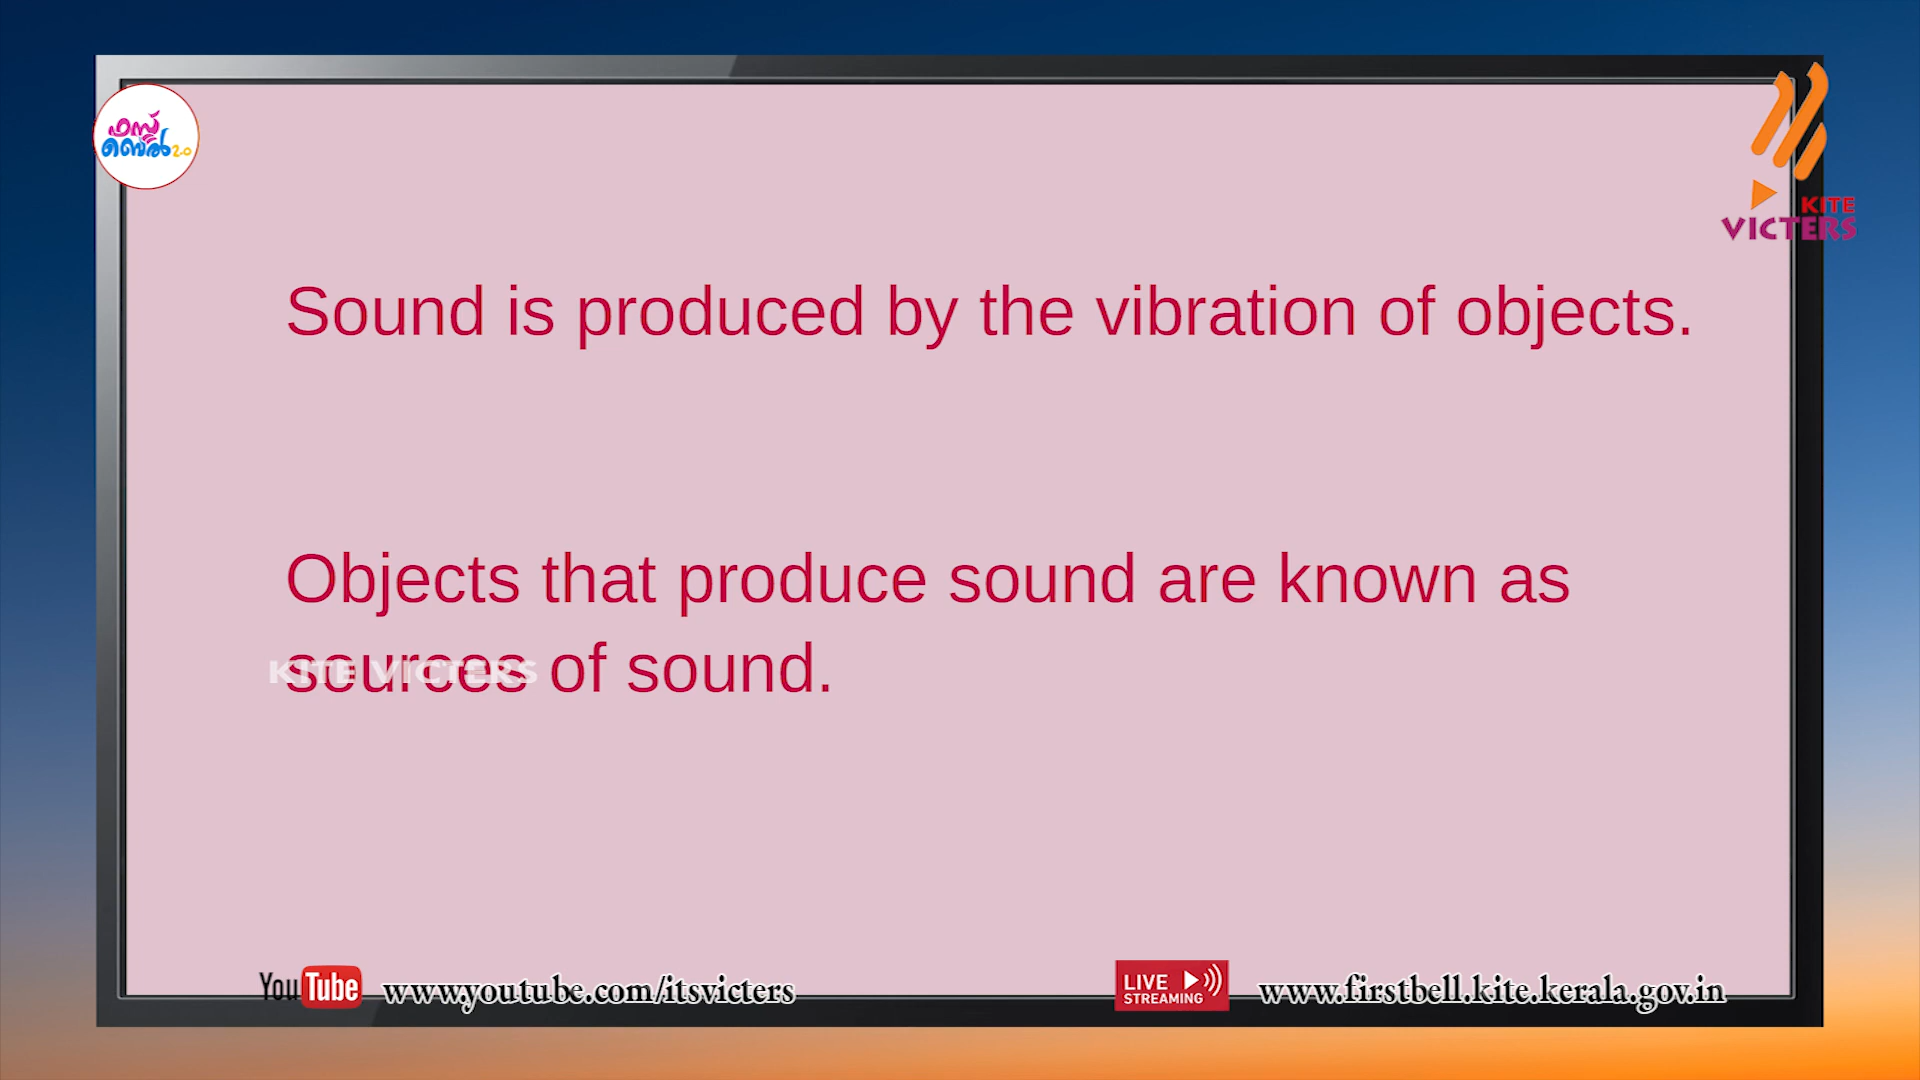 ഫസ്റ്റ്
ബെൽ 2.0
KITE
VICTERS
Sound is produced by the vibration of objects.
Objects that produce sound are known as
sources of sound.
KITE VICTERS
YouTube www.youtube.com/itsvicters
LIVE
STREAMING
www.firstbell.kite.kerala.gov.in